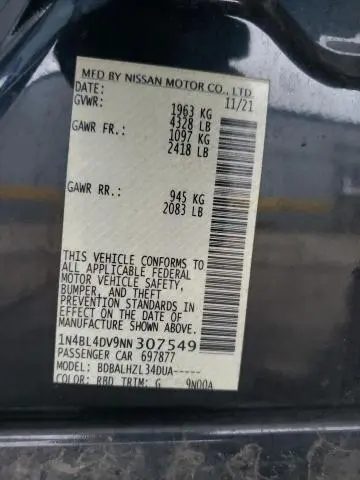 MFD BY NISSAN MOTOR CO., LTD.
11/21
GVWR: 1963 KG
4328 LB
GAWR FR.: 1097 KG
2418 LB
GAWR RR.: 945 KG
2083 LB
THIS VEHICLE CONFORMS TO
ALL APPLICABLE FEDERAL
MOTOR VEHICLE SAFETY,
BUMPER, AND THEFT
PREVENTION STANDARDS IN
EFFECT ON THE DATE OF
MANUFACTURE SHOWN ABOVE.
1N4BL4DV9NN307549
PASSENGER CAR 697877
MODEL: BDBALHZL34DUA-----
COLOR: RBD TRIM: G 9N00A